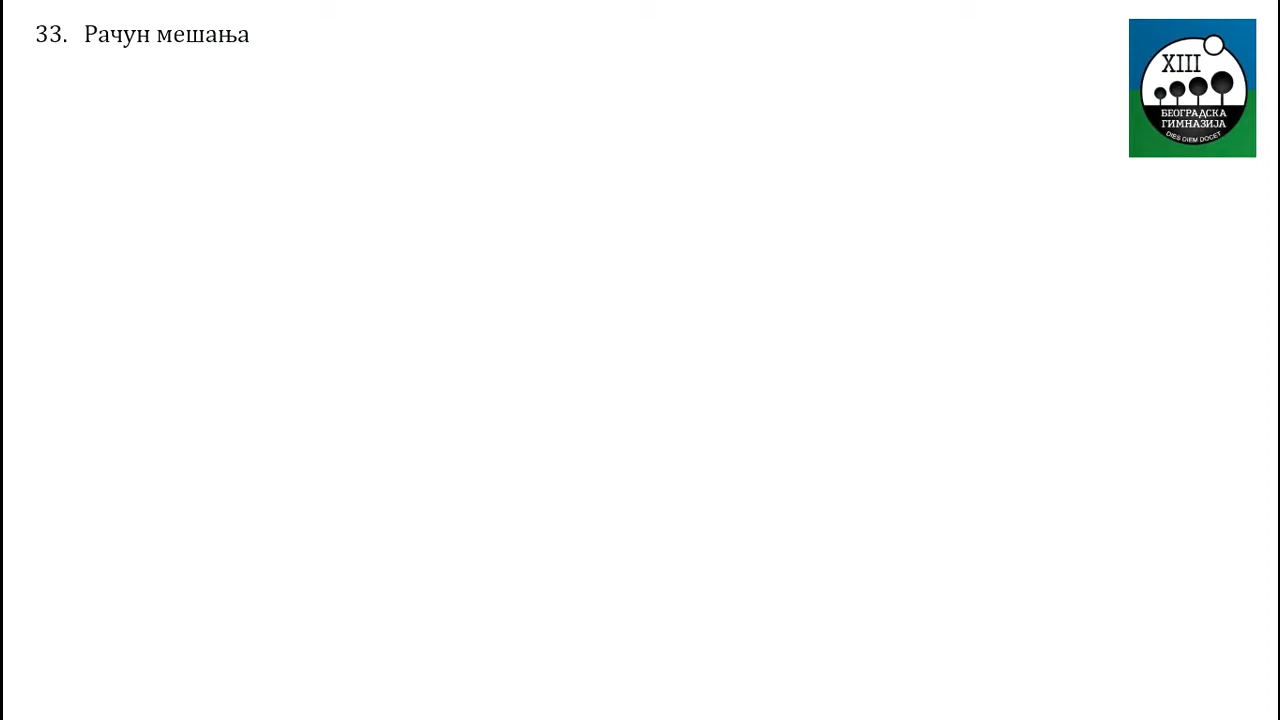 33. Рачун мешања
XIII
БЕОГРАДСКА
ГИМНАЗИЈА
DIES DIEM DOCET